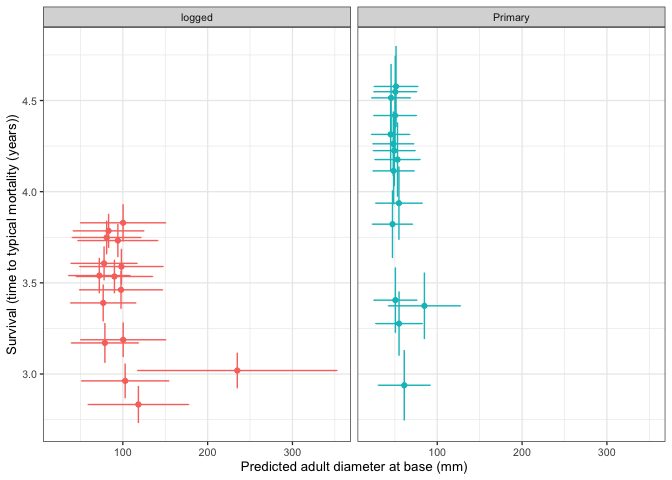 logged Primary
Survival (time to typical mortality (years))
4.5
4.0
3.5
3.0
100 200 300 100 200 300
Predicted adult diameter at base (mm)